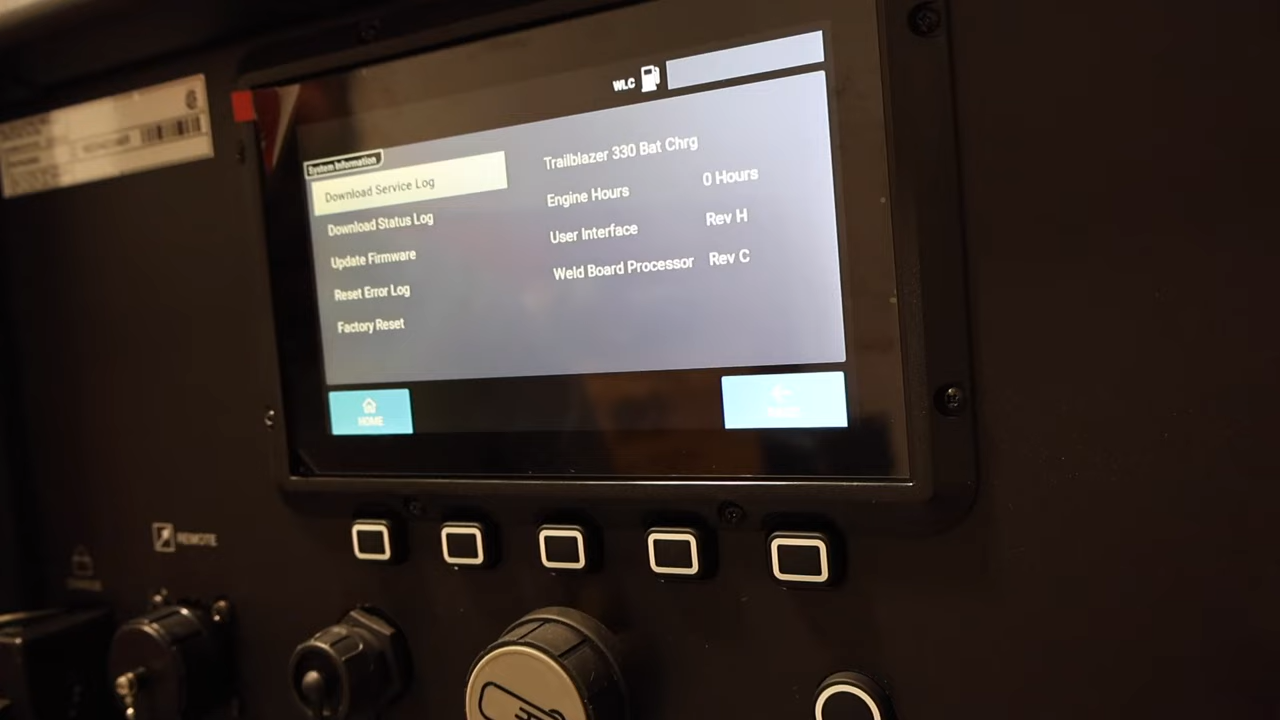 WLC
System Information
Download Service Log
Download Status Log
Update Firmware
Reset Error Log
Factory Reset
Trailblazer 330 Bat Chrg
Engine Hours 0 Hours
User Interface Rev H
Weld Board Processor Rev C
HOME
REMOTE